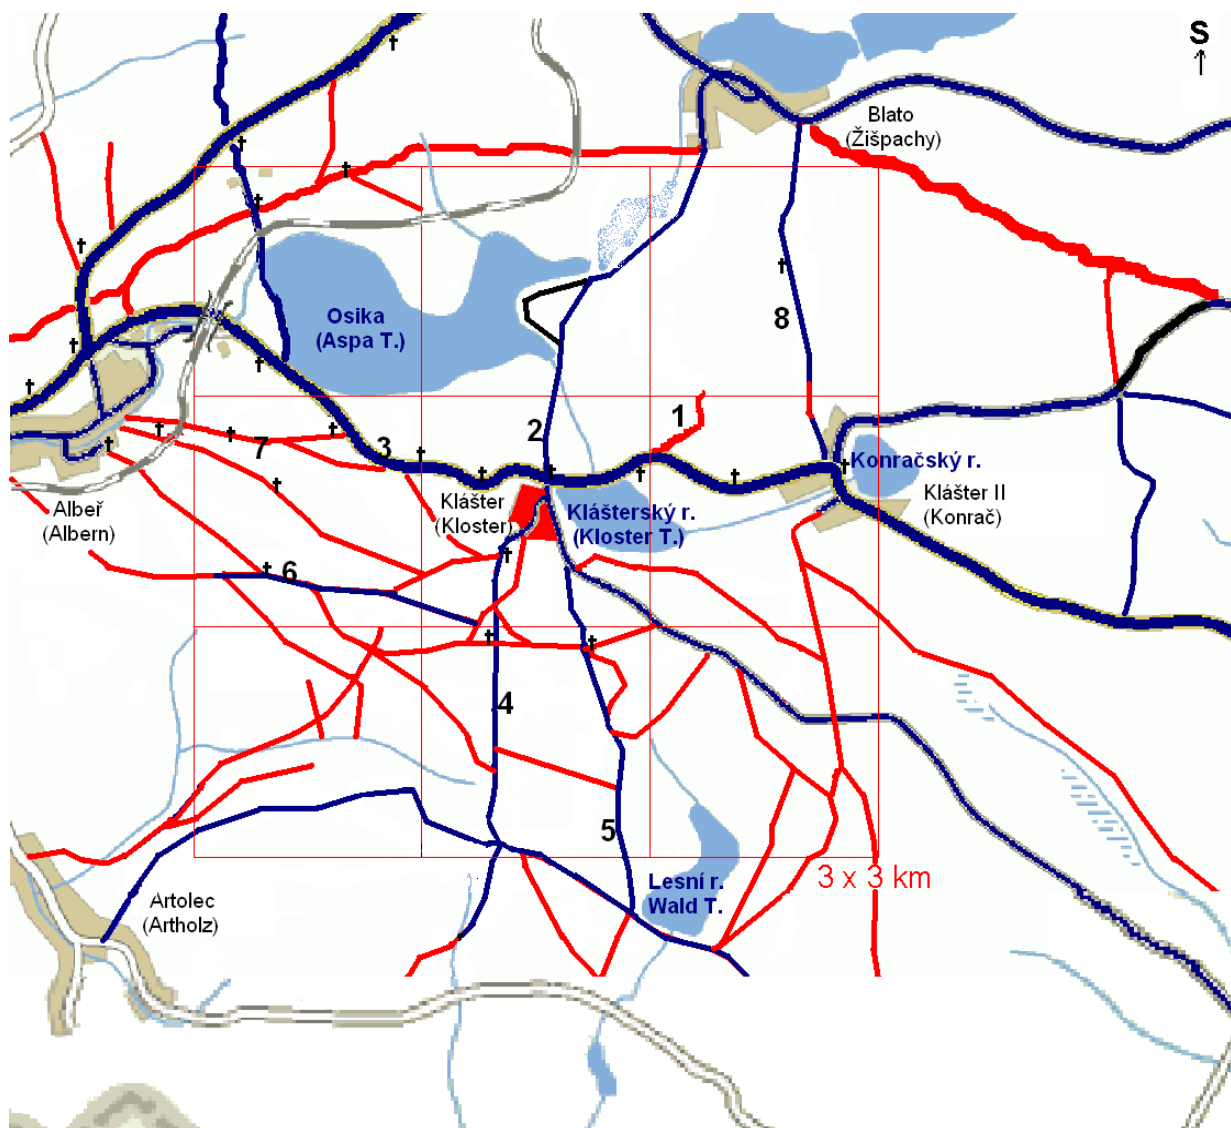 S
Blato
(Žišpachy)
Osika
(Aspa T.)
8
1
2
3
7
Konračský r.
Klášter
(Kloster)
Klášterský r.
(Kloster T.)
Klášter II
(Konrač)
Albeř
(Albern)
6
4
5
3 x 3 km
Lesní r.
Wald T.
Artolec
(Artholz)